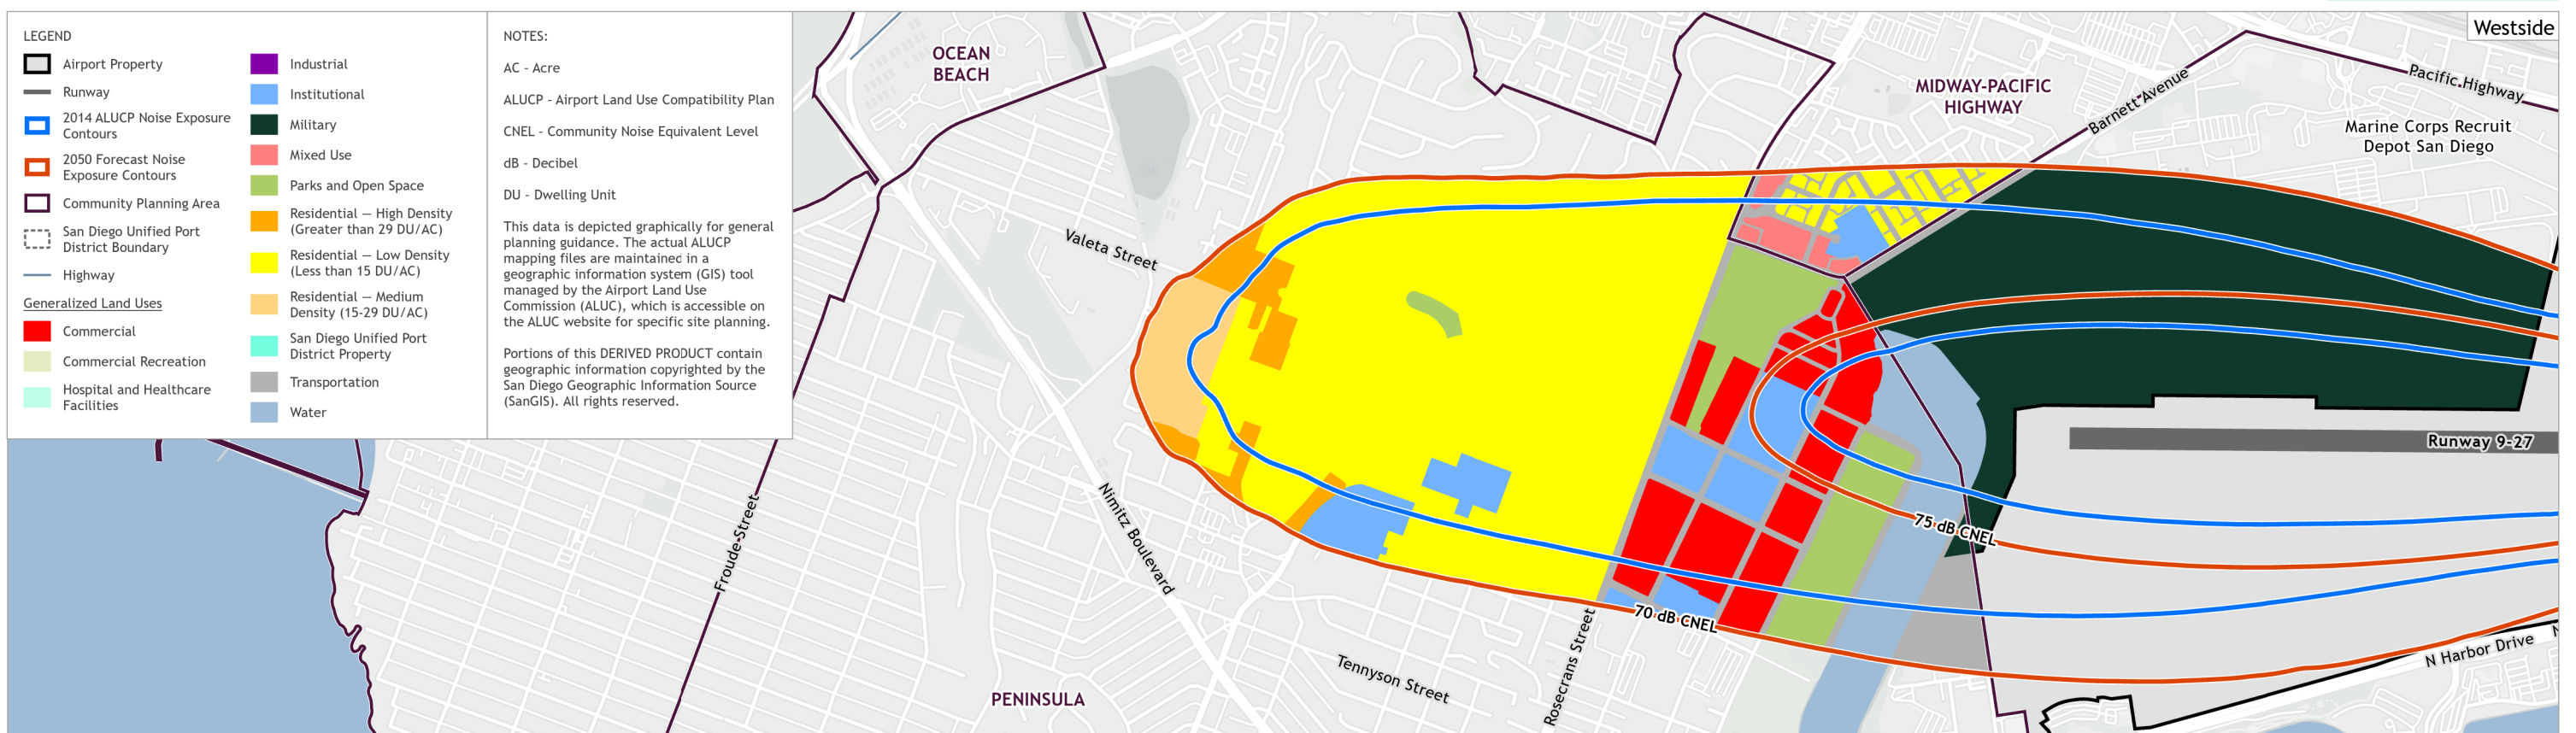 LEGEND
Airport Property
Runway
2014 ALUCP Noise Exposure
Contours
2050 Forecast Noise
Exposure Contours
Community Planning Area
San Diego Unified Port
District Boundary
Highway
Generalized Land Uses
Commercial
Commercial Recreation
Hospital and Healthcare
Facilities
Industrial
Institutional
Military
Mixed Use
Parks and Open Space
Residential — High Density
(Greater than 29 DU/AC)
Residential — Low Density
(Less than 15 DU/AC)
Residential — Medium
Density (15-29 DU/AC)
San Diego Unified Port
District Property
Transportation
Water
NOTES:
AC - Acre
ALUCP - Airport Land Use Compatibility Plan
CNEL - Community Noise Equivalent Level
dB - Decibel
DU - Dwelling Unit
This data is depicted graphically for general
planning guidance. The actual ALUCP
mapping files are maintained in a
geographic information system (GIS) tool
managed by the Airport Land Use
Commission (ALUC), which is accessible on
the ALUC website for specific site planning.
Portions of this DERIVED PRODUCT contain
geographic information copyrighted by the
San Diego Geographic Information Source
(SanGIS). All rights reserved.
OCEAN
BEACH
Westside
MIDWAY-PACIFIC
HIGHWAY
Barnett Avenue
Pacific Highway
Marine Corps Recruit
Depot San Diego
Valeta Street
Runway 9-27
Froude Street
Nimitz Boulevard
75 dB CNEL
70 dB CNEL
Rosecrans Street
Tennyson Street
N Harbor Drive
N
PENINSULA